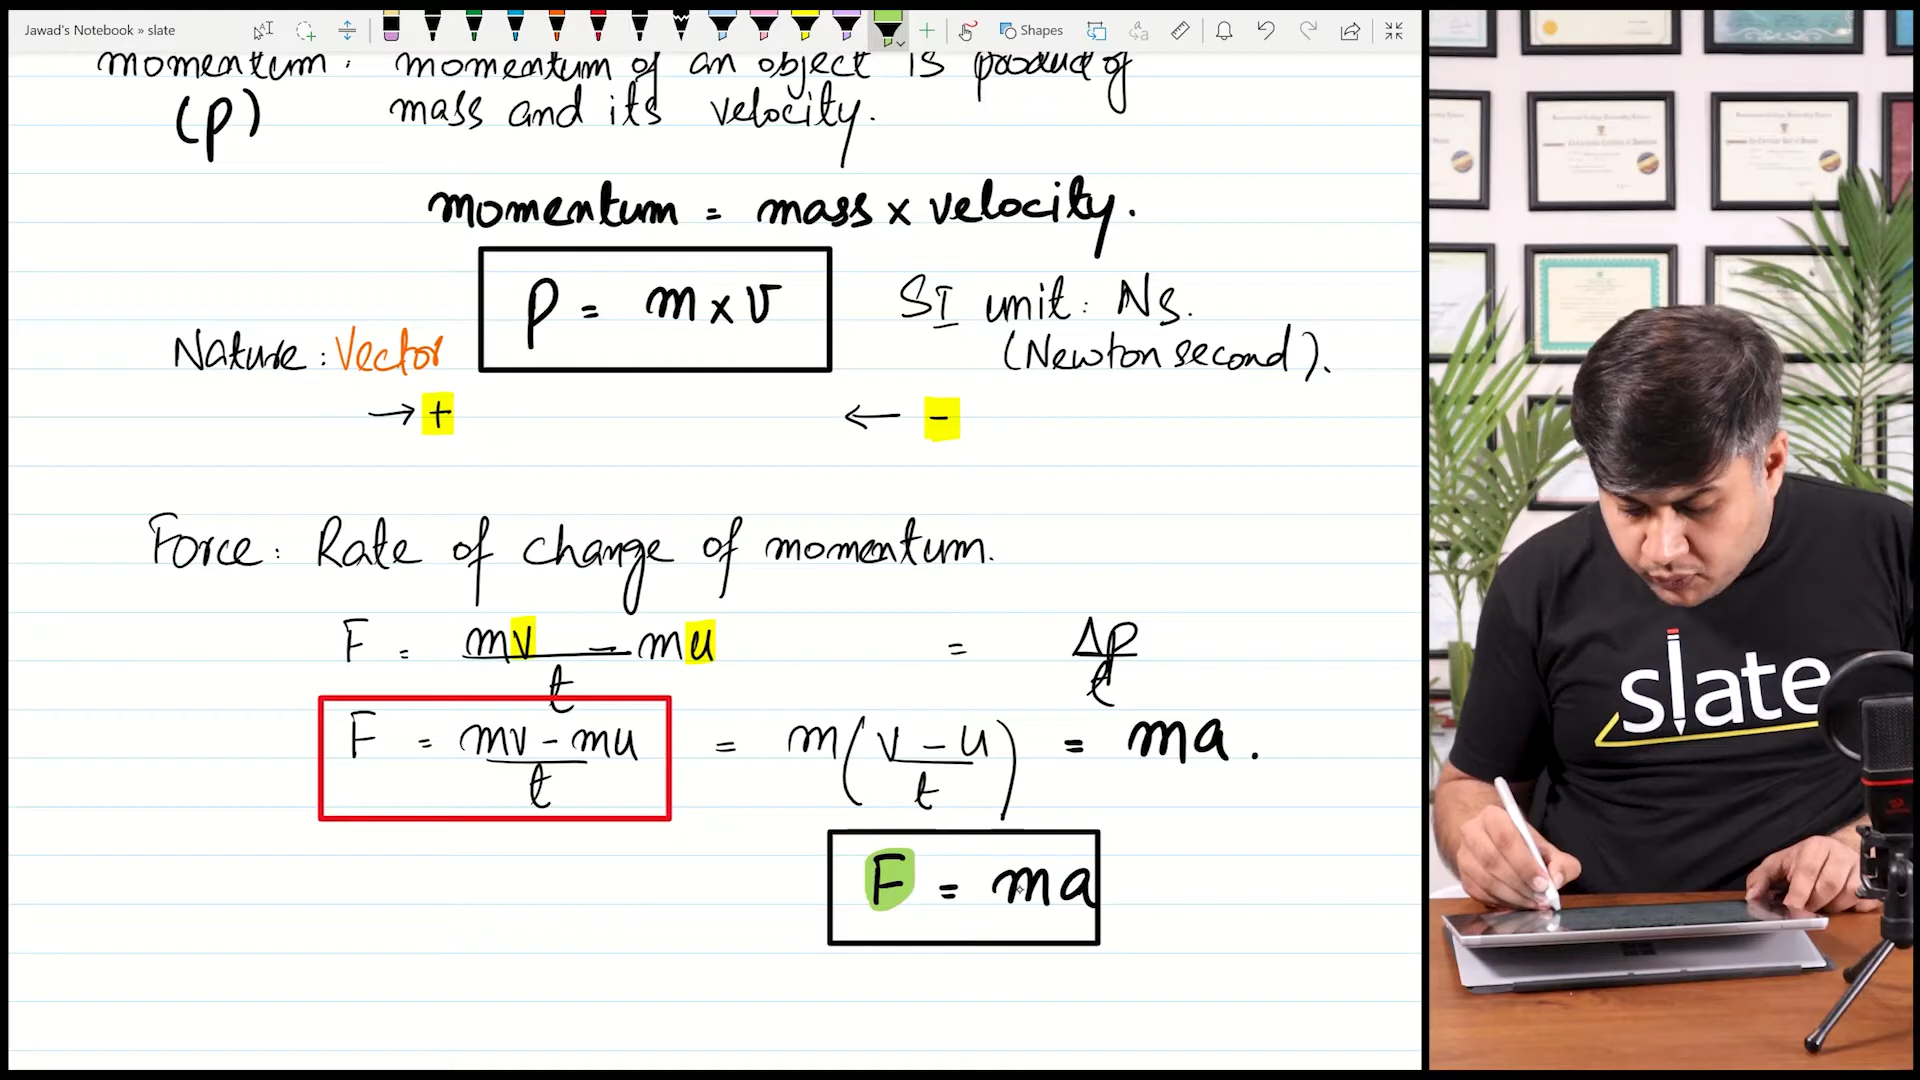 Jawad's Notebook » slate
Shapes
momentum : momentum of an object is product of
(p) mass and its velocity.
momentum = mass x velocity.
p = m x v
SI unit : Ns.
(Newton second).
Nature : Vector
→ +
← -
Force : Rate of change of momentum.
F = mv - mu / t = Δp / t
F = mv - mu / t = m ( v - u / t ) = ma .
F = ma
slate